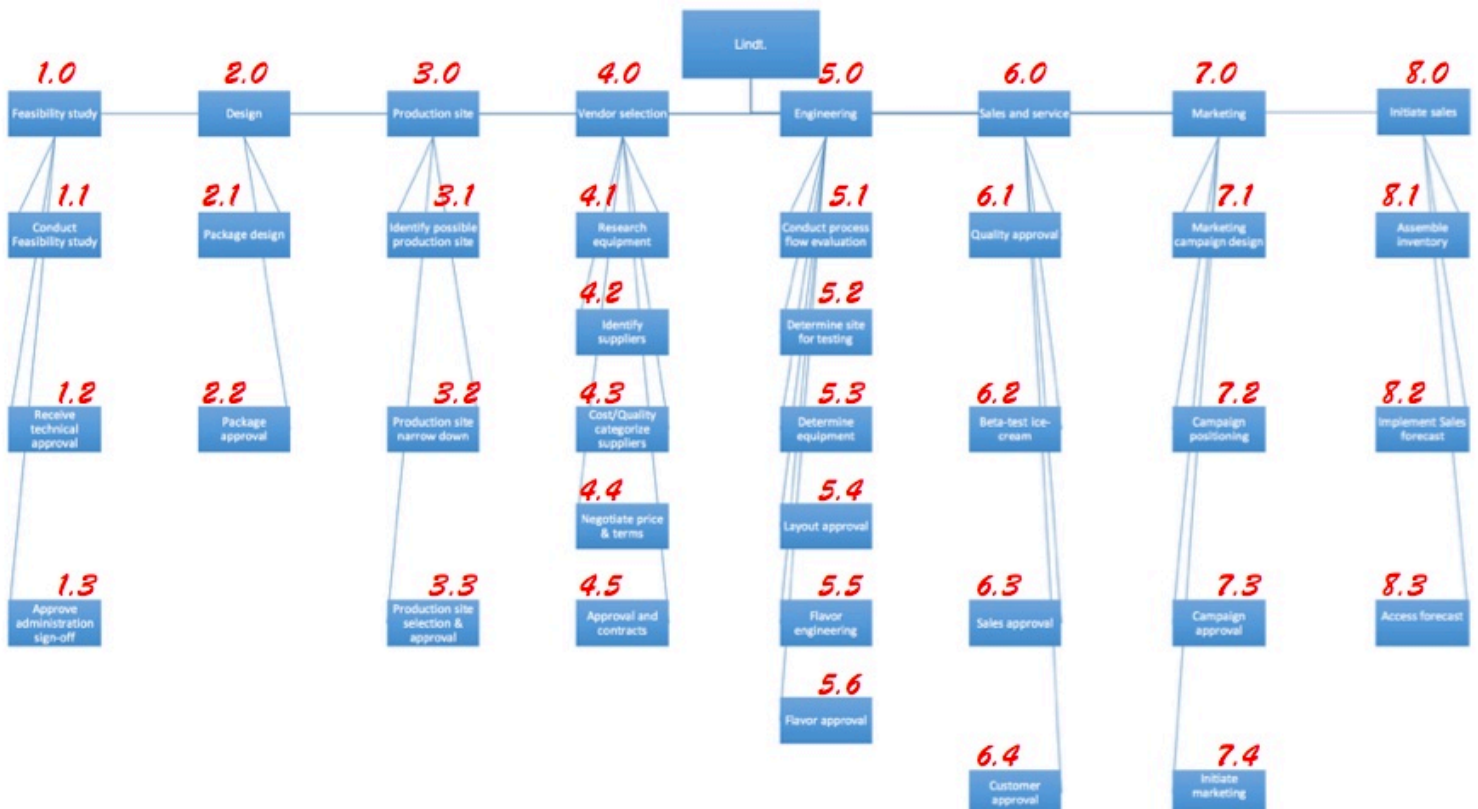 Lindt.
1.0
2.0
3.0
4.0
5.0
6.0
7.0
8.0
Feasibility study
Design
Production site
Vendor selection
Engineering
Sales and service
Marketing
Initiate sales
1.1
2.1
3.1
4.1
5.1
6.1
7.1
8.1
Conduct
Feasibility study
Package design
Identify possible
production site
Research
equipment
Conduct process
flow evaluation
Quality approval
Marketing
campaign design
Assemble
inventory
4.2
5.2
Identify
suppliers
Determine site
for testing
1.2
2.2
3.2
4.3
5.3
6.2
7.2
8.2
Receive
technical
approval
Package
approval
Production site
narrow down
Cost/Quality
categorize
suppliers
Determine
equipment
Beta-test ice-
cream
Campaign
positioning
Implement Sales
forecast
4.4
5.4
Negotiate price
& terms
Layout approval
1.3
3.3
4.5
5.5
6.3
7.3
8.3
Approve
administration
sign-off
Production site
selection &
approval
Approval and
contracts
Flavor
engineering
Sales approval
Campaign
approval
Access forecast
5.6
Flavor approval
6.4
7.4
Customer
approval
Initiate
marketing